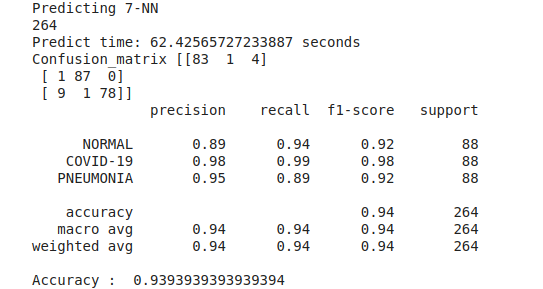 Predicting 7-NN
264
Predict time: 62.42565727233887 seconds
Confusion_matrix [[83  1  4]
 [ 1 87  0]
 [ 9  1 78]]
              precision    recall  f1-score   support

      NORMAL       0.89      0.94      0.92        88
    COVID-19       0.98      0.99      0.98        88
   PNEUMONIA       0.95      0.89      0.92        88

    accuracy                           0.94       264
   macro avg       0.94      0.94      0.94       264
weighted avg       0.94      0.94      0.94       264

Accuracy :  0.9393939393939394